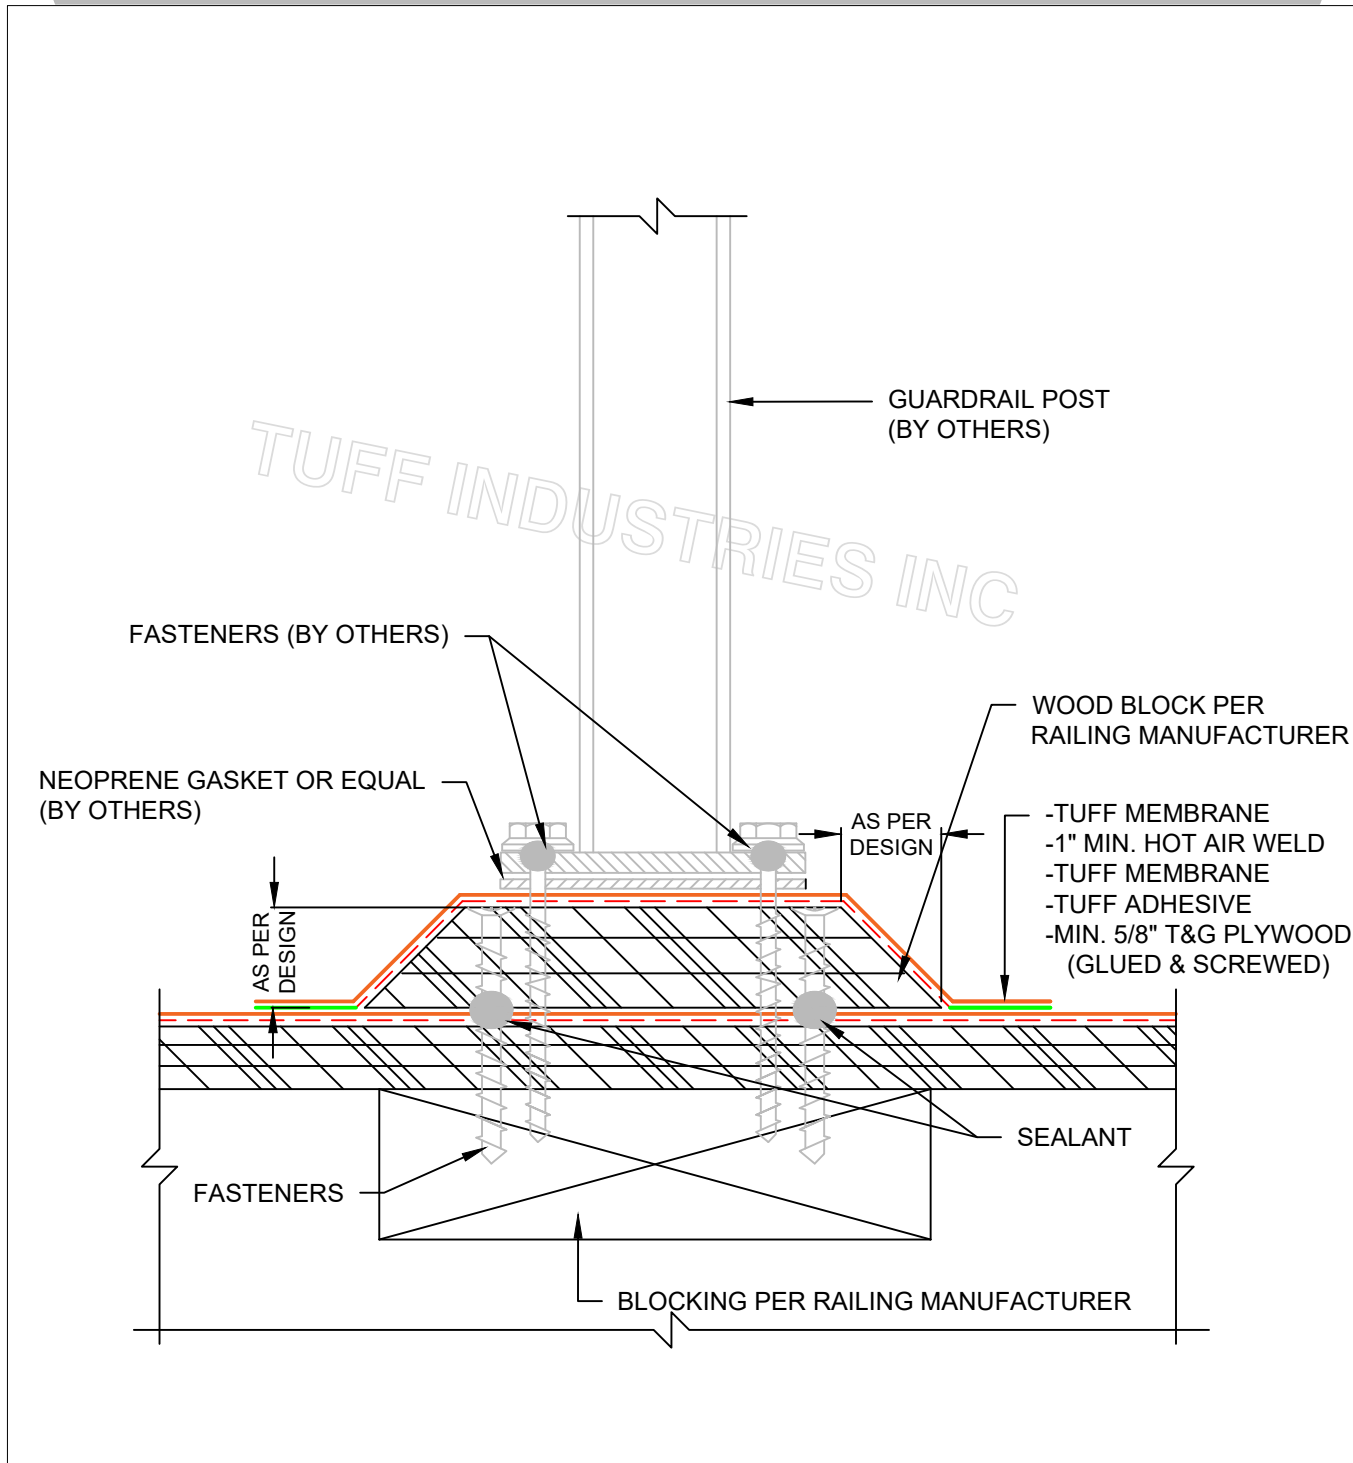 GUARDRAIL POST
(BY OTHERS)
TUFF INDUSTRIES INC
FASTENERS (BY OTHERS)
WOOD BLOCK PER
RAILING MANUFACTURER
NEOPRENE GASKET OR EQUAL
(BY OTHERS)
AS PER
DESIGN
-TUFF MEMBRANE
-1" MIN. HOT AIR WELD
-TUFF MEMBRANE
-TUFF ADHESIVE
-MIN. 5/8" T&G PLYWOOD
(GLUED & SCREWED)
AS PER
DESIGN
SEALANT
FASTENERS
BLOCKING PER RAILING MANUFACTURER